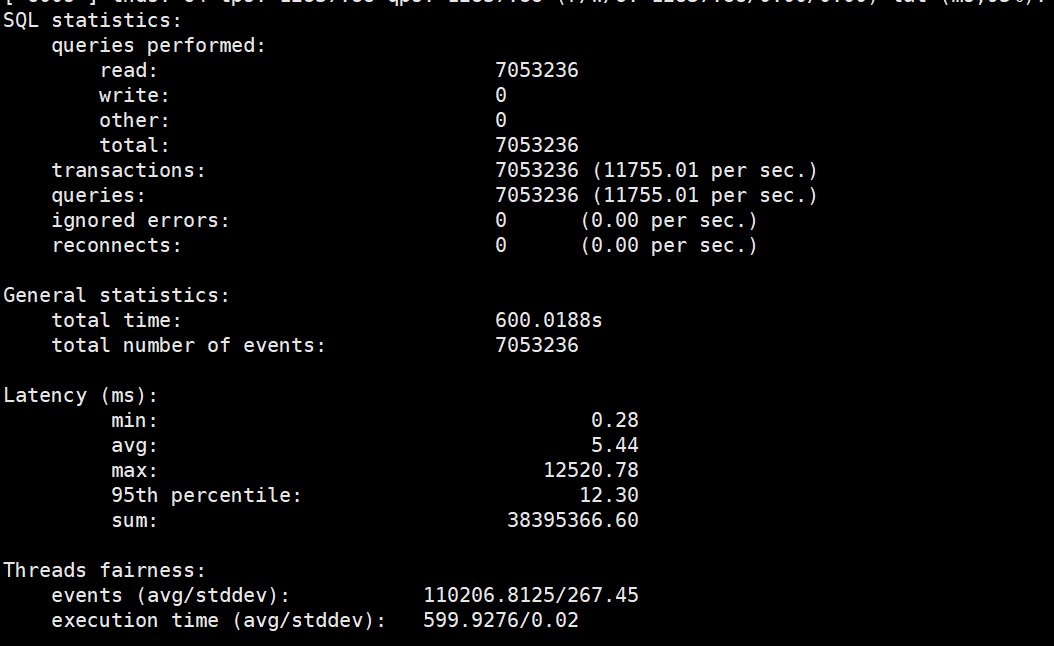 SQL statistics:
    queries performed:
        read:                            7053236
        write:                           0
        other:                           0
        total:                           7053236
    transactions:                        7053236 (11755.01 per sec.)
    queries:                             7053236 (11755.01 per sec.)
    ignored errors:                      0      (0.00 per sec.)
    reconnects:                          0      (0.00 per sec.)

General statistics:
    total time:                          600.0188s
    total number of events:              7053236

Latency (ms):
         min:                                    0.28
         avg:                                    5.44
         max:                                12520.78
         95th percentile:                       12.30
         sum:                             38395366.60

Threads fairness:
    events (avg/stddev):           110206.8125/267.45
    execution time (avg/stddev):   599.9276/0.02